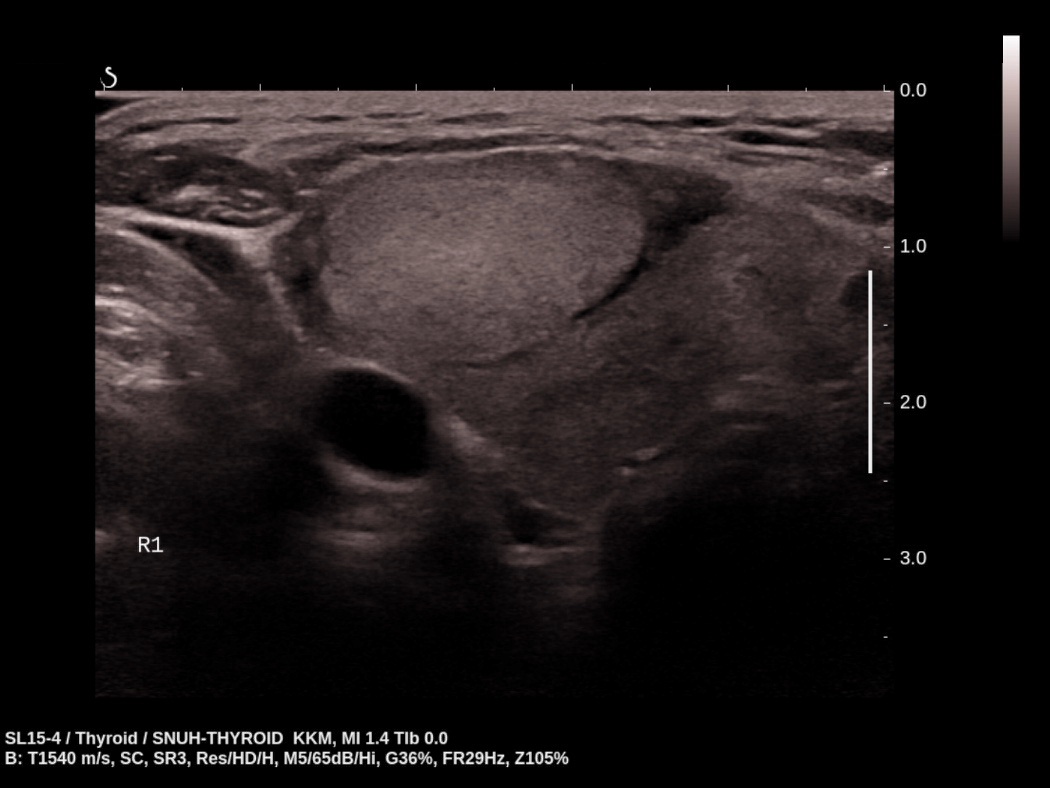 S
0.0
1.0
2.0
3.0
R1
SL15-4 / Thyroid / SNUH-THYROID  KKM, MI 1.4 TIb 0.0
B: T1540 m/s, SC, SR3, Res/HD/H, M5/65dB/Hi, G36%, FR29Hz, Z105%